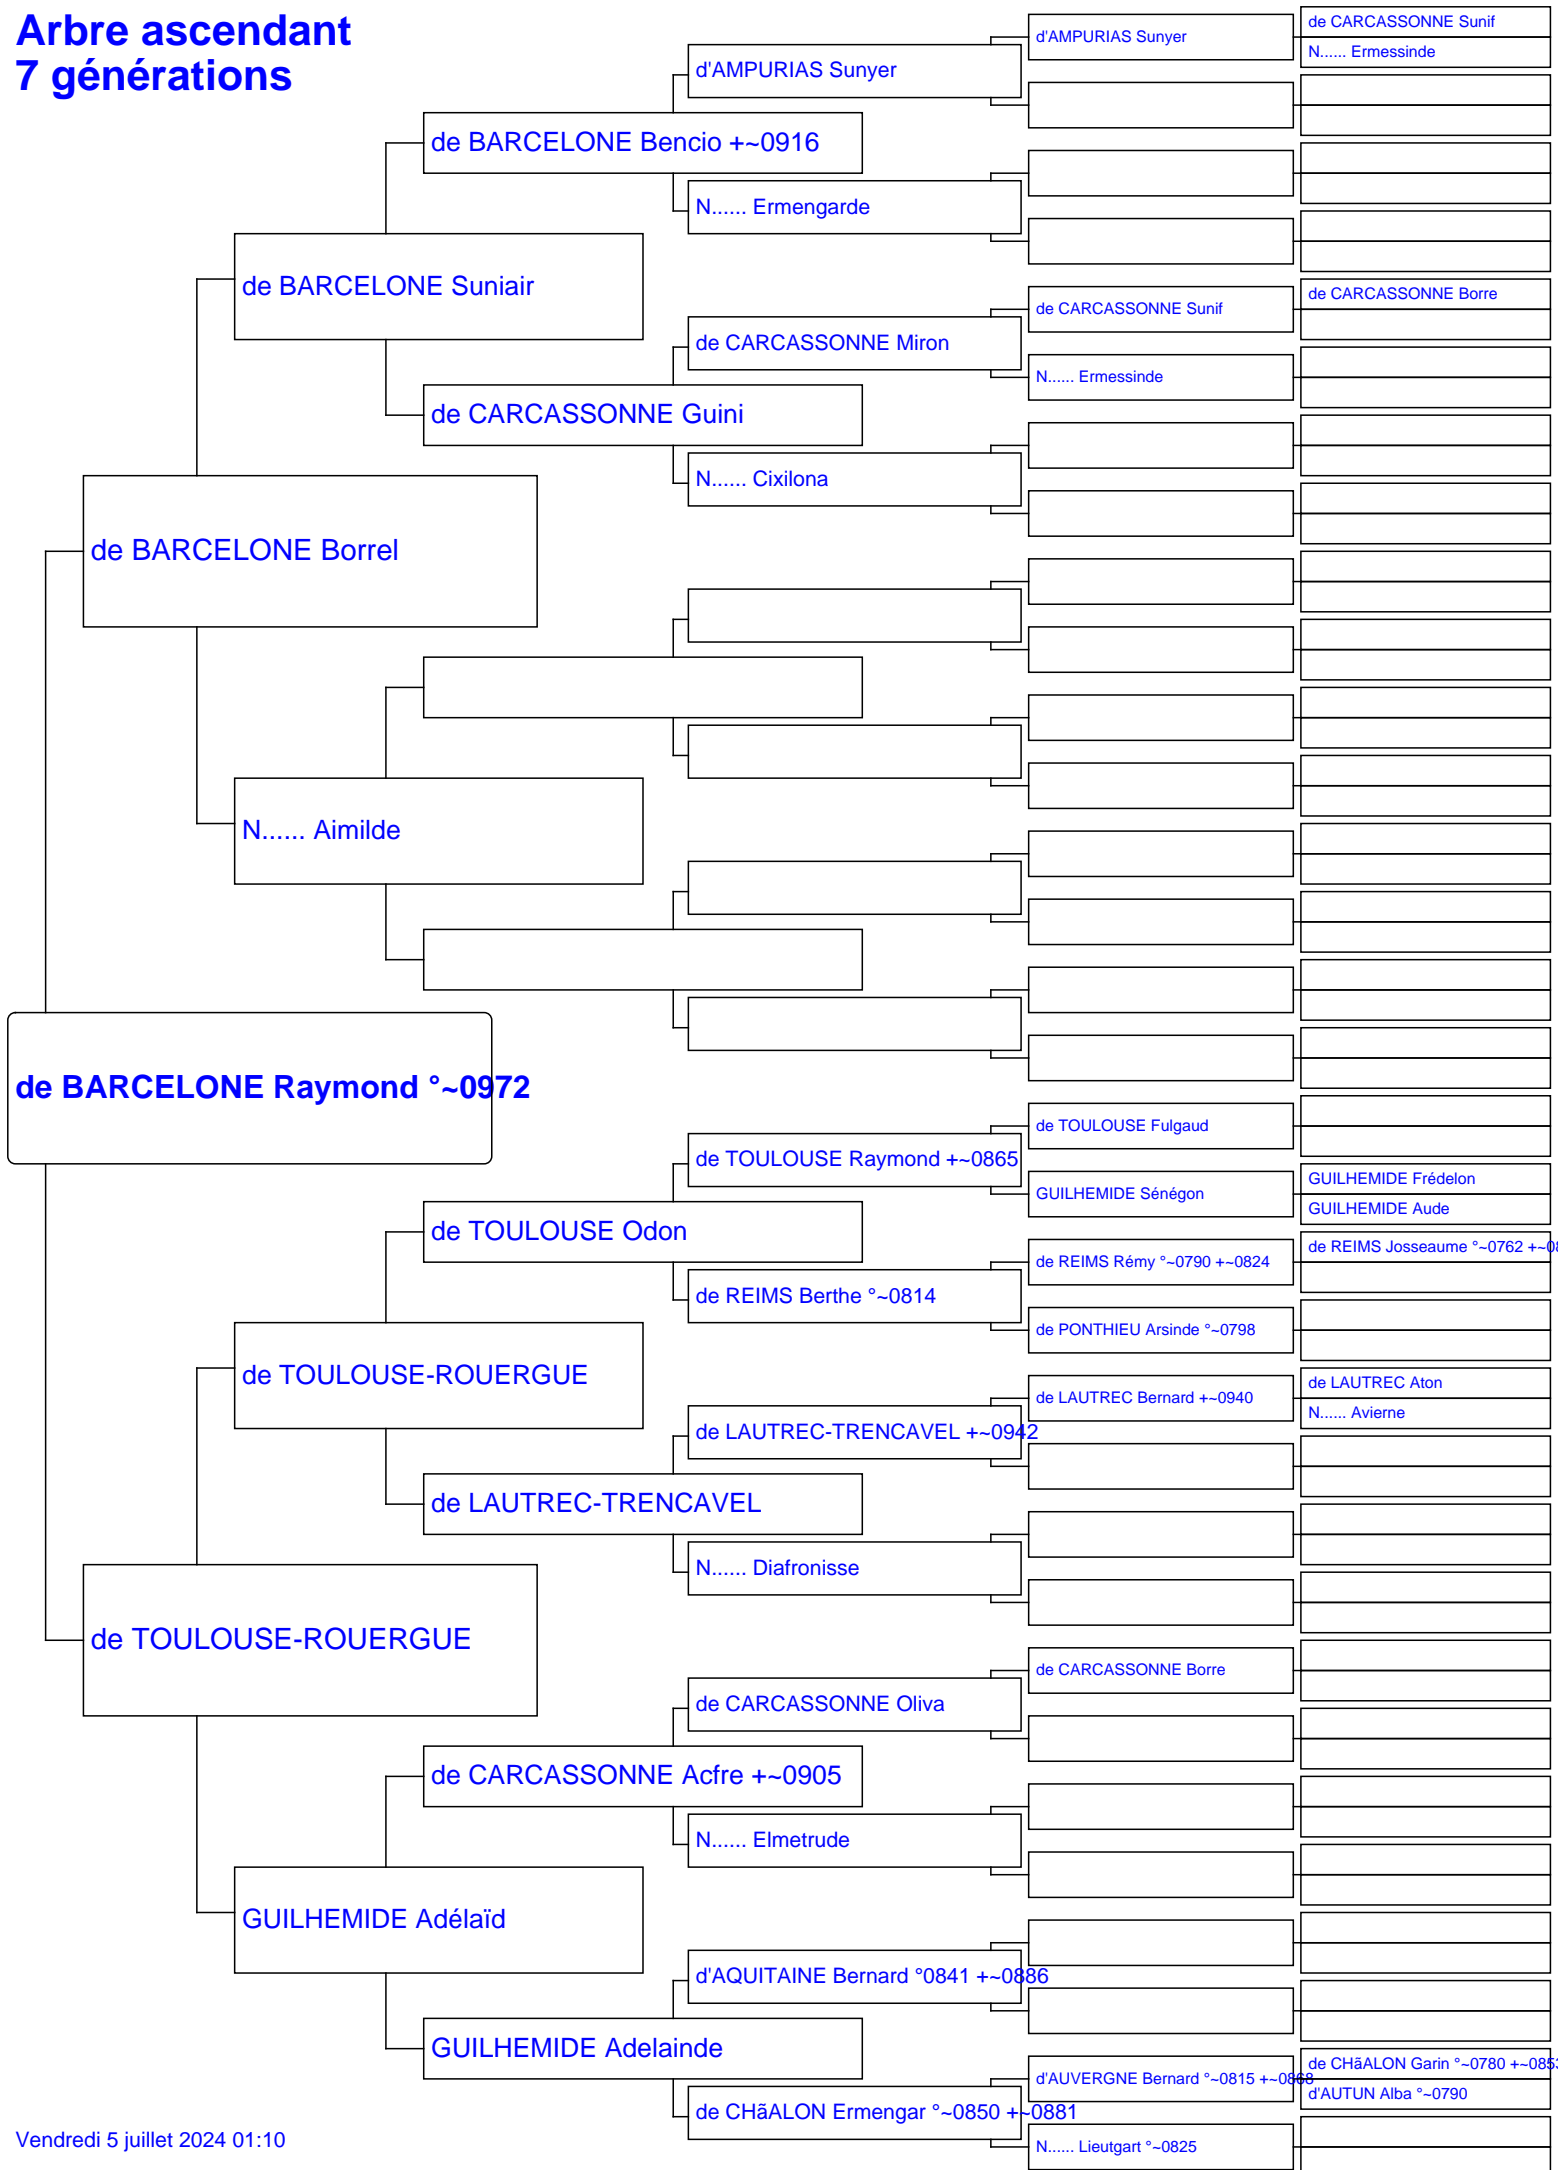 Arbre ascendant
7 générations
de CARCASSONNE Sunif
d'AMPURIAS Sunyer
N...... Ermessinde
d'AMPURIAS Sunyer
de BARCELONE Bencio +~0916
N...... Ermengarde
de BARCELONE Suniair
de CARCASSONNE Borre
de CARCASSONNE Sunif
de CARCASSONNE Miron
N...... Ermessinde
de CARCASSONNE Guini
N...... Cixilona
de BARCELONE Borrel
N...... Aimilde
de BARCELONE Raymond °~0972
de TOULOUSE Fulgaud
de TOULOUSE Raymond +~0865
GUILHEMIDE Frédelon
GUILHEMIDE Sénégon
GUILHEMIDE Aude
de TOULOUSE Odon
de REIMS Josseaume °~0762 +~08
de REIMS Rémy °~0790 +~0824
de REIMS Berthe °~0814
de PONTHIEU Arsinde °~0798
de TOULOUSE-ROUERGUE
de LAUTREC Aton
de LAUTREC Bernard +~0940
N...... Avierne
de LAUTREC-TRENCAVEL +~0942
de LAUTREC-TRENCAVEL
N...... Diafronisse
de TOULOUSE-ROUERGUE
de CARCASSONNE Borre
de CARCASSONNE Oliva
de CARCASSONNE Acfre +~0905
N...... Elmetrude
GUILHEMIDE Adélaïd
d'AQUITAINE Bernard °0841 +~0886
GUILHEMIDE Adelainde
de CHãALON Garin °~0780 +~0853
d'AUVERGNE Bernard °~0815 +~0868
d'AUTUN Alba °~0790
de CHãALON Ermengar °~0850 +~0881
N...... Lieutgart °~0825
Vendredi 5 juillet 2024 01:10